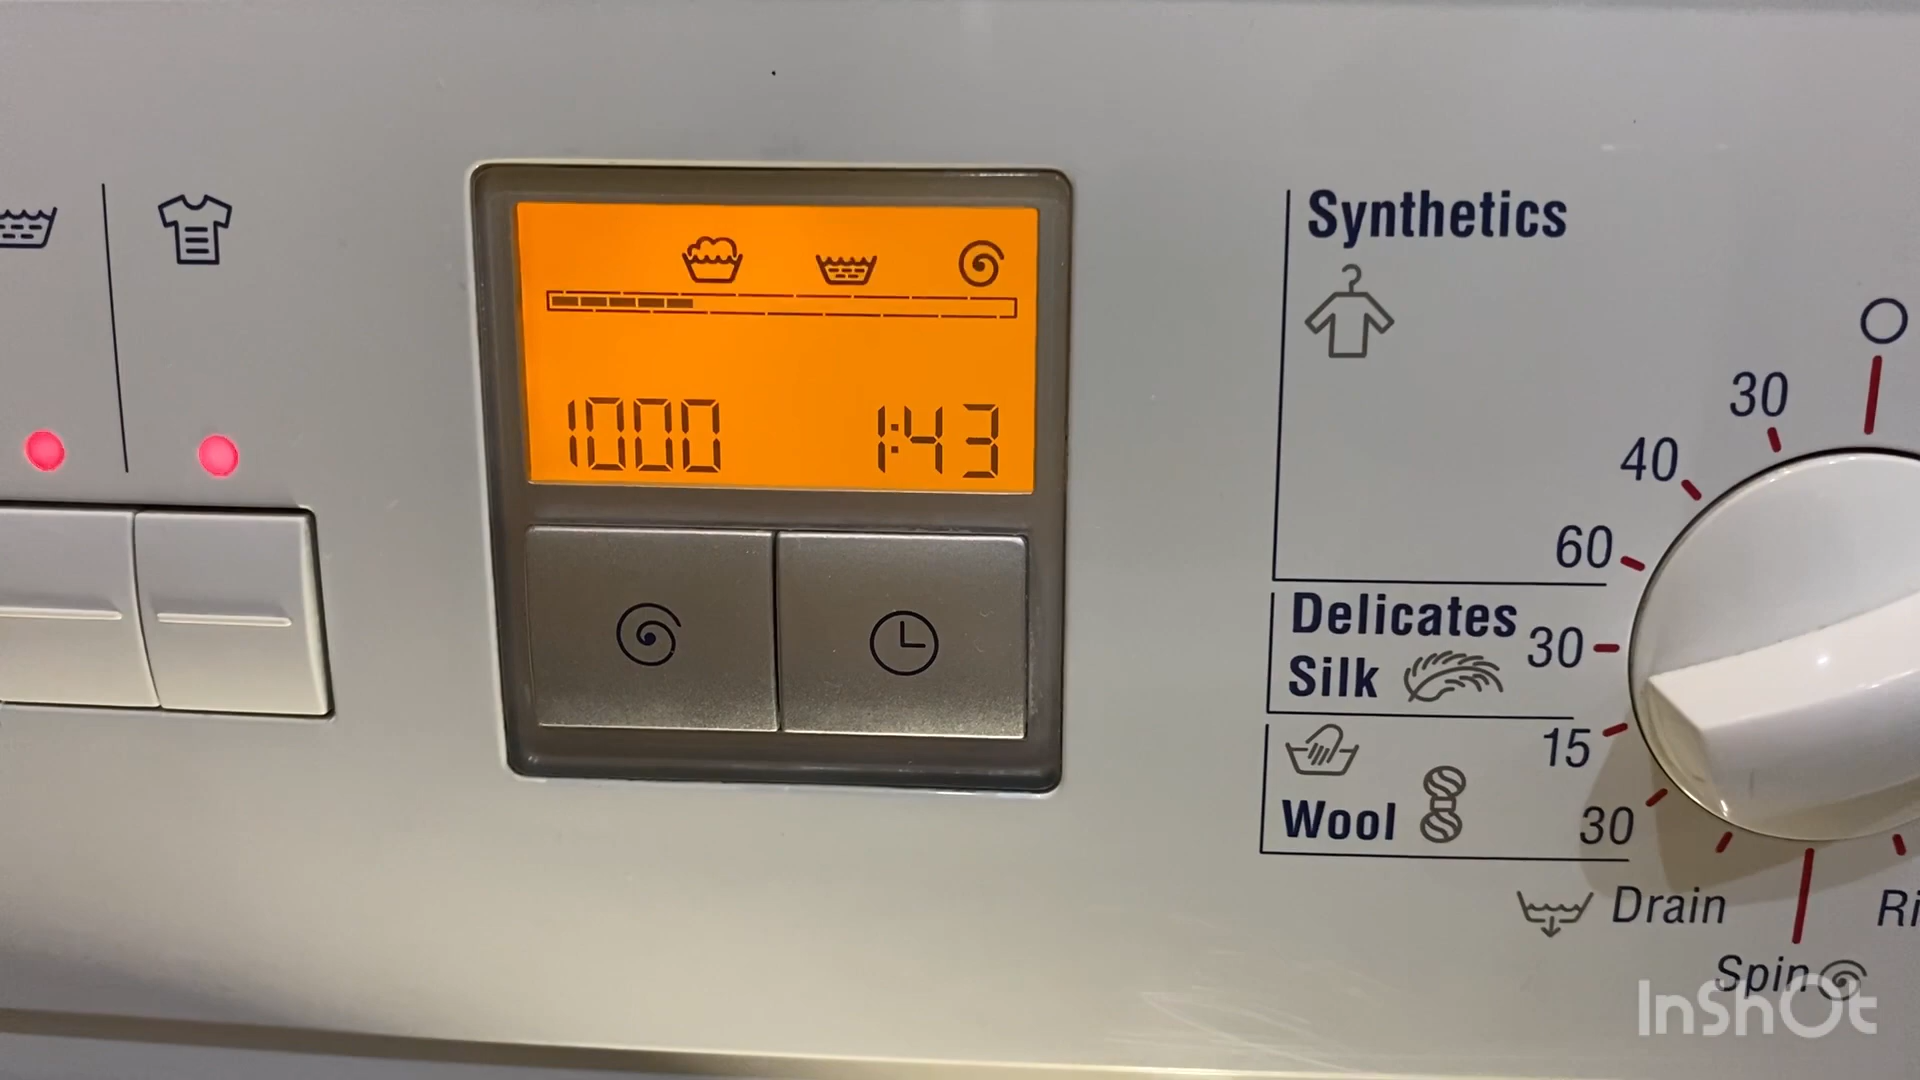 1000 1:43
Synthetics
30
40
60
Delicates
Silk
30
15
Wool
30
Drain
Spin
InShOt